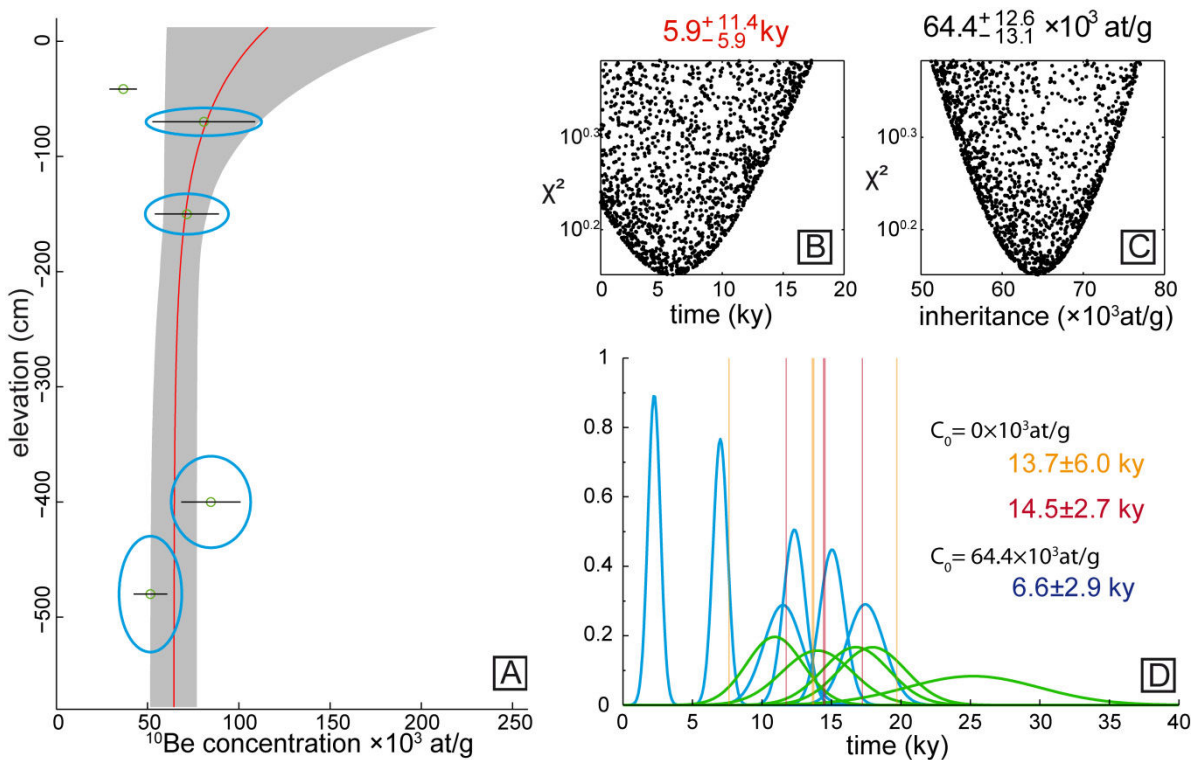 0
-100
-200
-300
-400
-500
elevation (cm)
0 50 100 150 200 250
¹⁰Be concentration ×10³ at/g
A
5.9 +11.4 -5.9 ky
10^0.3
χ²
10^0.2
B
0 5 10 15 20
time (ky)
64.4 +12.6 -13.1 ×10³ at/g
10^0.3
χ²
10^0.2
C
50 60 70 80
inheritance (×10³at/g)
1
0.8
0.6
0.4
0.2
0
C₀= 0×10³at/g
13.7±6.0 ky
14.5±2.7 ky
C₀= 64.4×10³at/g
6.6±2.9 ky
D
0 5 10 15 20 25 30 35 40
time (ky)